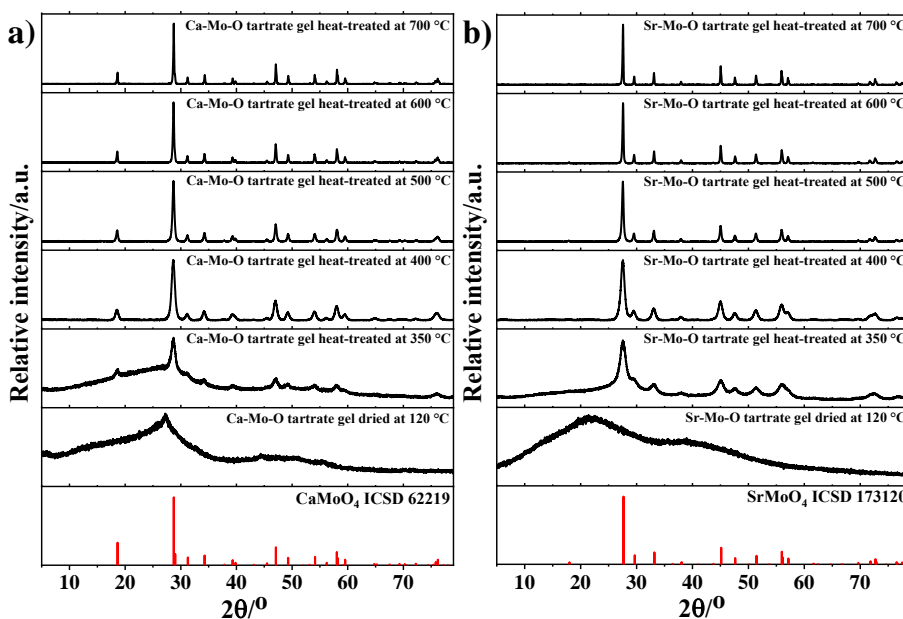 a)
Relative intensity/a.u.
Ca-Mo-O tartrate gel heat-treated at 700 °C
Ca-Mo-O tartrate gel heat-treated at 600 °C
Ca-Mo-O tartrate gel heat-treated at 500 °C
Ca-Mo-O tartrate gel heat-treated at 400 °C
Ca-Mo-O tartrate gel heat-treated at 350 °C
Ca-Mo-O tartrate gel dried at 120 °C
CaMoO₄ ICSD 62219
10 20 30 40 50 60 70
2θ/°
b)
Relative intensity/a.u.
Sr-Mo-O tartrate gel heat-treated at 700 °C
Sr-Mo-O tartrate gel heat-treated at 600 °C
Sr-Mo-O tartrate gel heat-treated at 500 °C
Sr-Mo-O tartrate gel heat-treated at 400 °C
Sr-Mo-O tartrate gel heat-treated at 350 °C
Sr-Mo-O tartrate gel dried at 120 °C
SrMoO₄ ICSD 173120
10 20 30 40 50 60 70
2θ/°